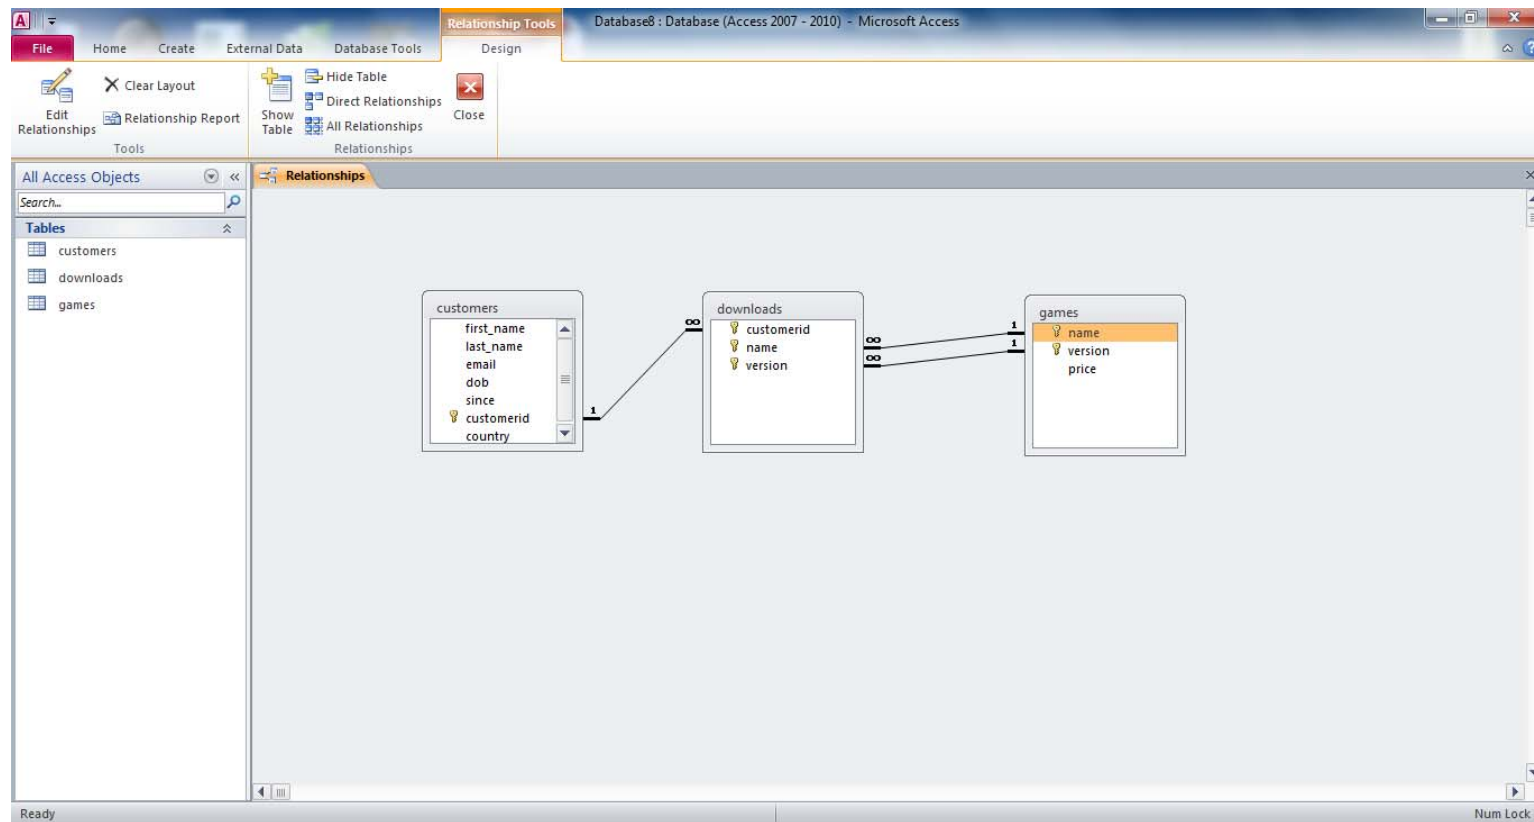 A
Relationship Tools
Database8 : Database (Access 2007 - 2010) - Microsoft Access
File Home Create External Data Database Tools Design
Edit Relationships
Clear Layout
Relationship Report
Tools
Show Table
Hide Table
Direct Relationships
All Relationships
Close
Relationships
All Access Objects
Search...
Tables
customers
downloads
games
Relationships
customers
first_name
last_name
email
dob
since
customerid
country
1
∞
downloads
customerid
name
version
∞
∞
1
1
games
name
version
price
Ready
Num Lock